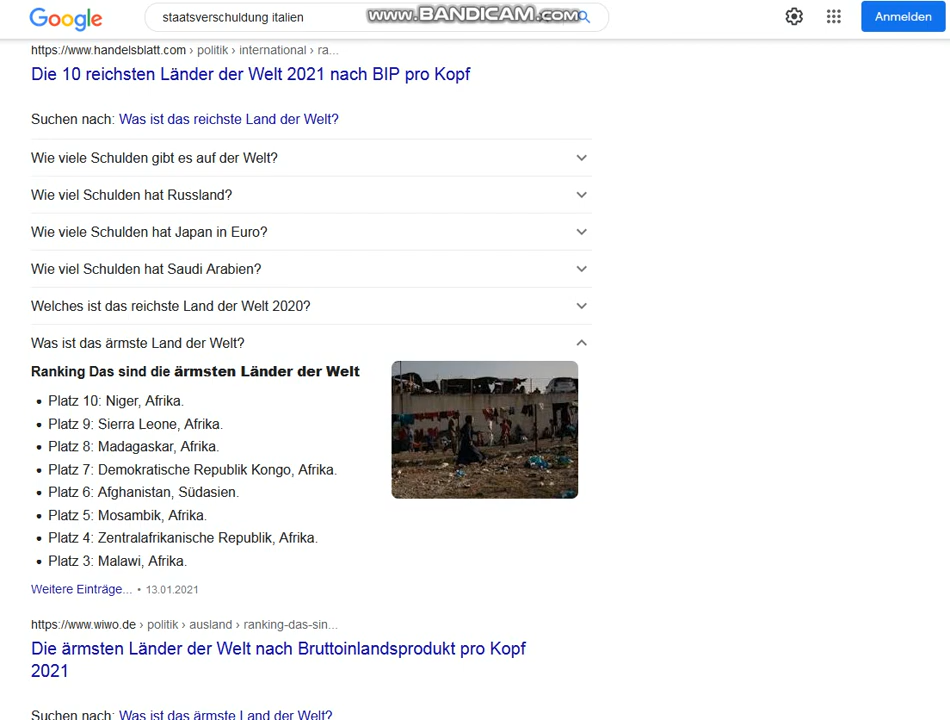 Google
staatsverschuldung italien
www.BANDICAM.com
Anmelden
https://www.handelsblatt.com › politik › international › ra...
Die 10 reichsten Länder der Welt 2021 nach BIP pro Kopf
Suchen nach: Was ist das reichste Land der Welt?
Wie viele Schulden gibt es auf der Welt?
Wie viel Schulden hat Russland?
Wie viele Schulden hat Japan in Euro?
Wie viel Schulden hat Saudi Arabien?
Welches ist das reichste Land der Welt 2020?
Was ist das ärmste Land der Welt?
Ranking Das sind die ärmsten Länder der Welt
• Platz 10: Niger, Afrika.
• Platz 9: Sierra Leone, Afrika.
• Platz 8: Madagaskar, Afrika.
• Platz 7: Demokratische Republik Kongo, Afrika.
• Platz 6: Afghanistan, Südasien.
• Platz 5: Mosambik, Afrika.
• Platz 4: Zentralafrikanische Republik, Afrika.
• Platz 3: Malawi, Afrika.
Weitere Einträge... • 13.01.2021
https://www.wiwo.de › politik › ausland › ranking-das-sin...
Die ärmsten Länder der Welt nach Bruttoinlandsprodukt pro Kopf
2021
Suchen nach: Was ist das ärmste Land der Welt?